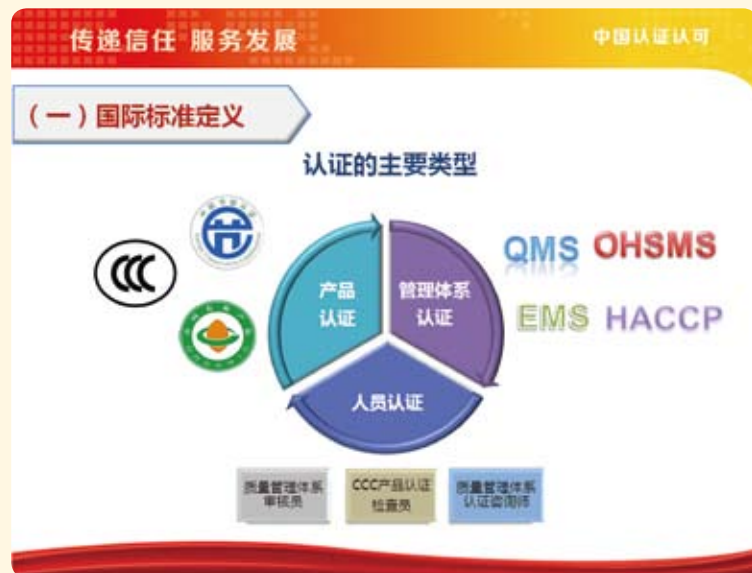 传递信任 服务发展
中国认证认可
（一）国际标准定义
认证的主要类型
产品
认证
管理体系
认证
人员认证
CCC
QMS OHSMS
EMS HACCP
质量管理体系
审核员
CCC产品认证
检查员
质量管理体系
认证咨询师